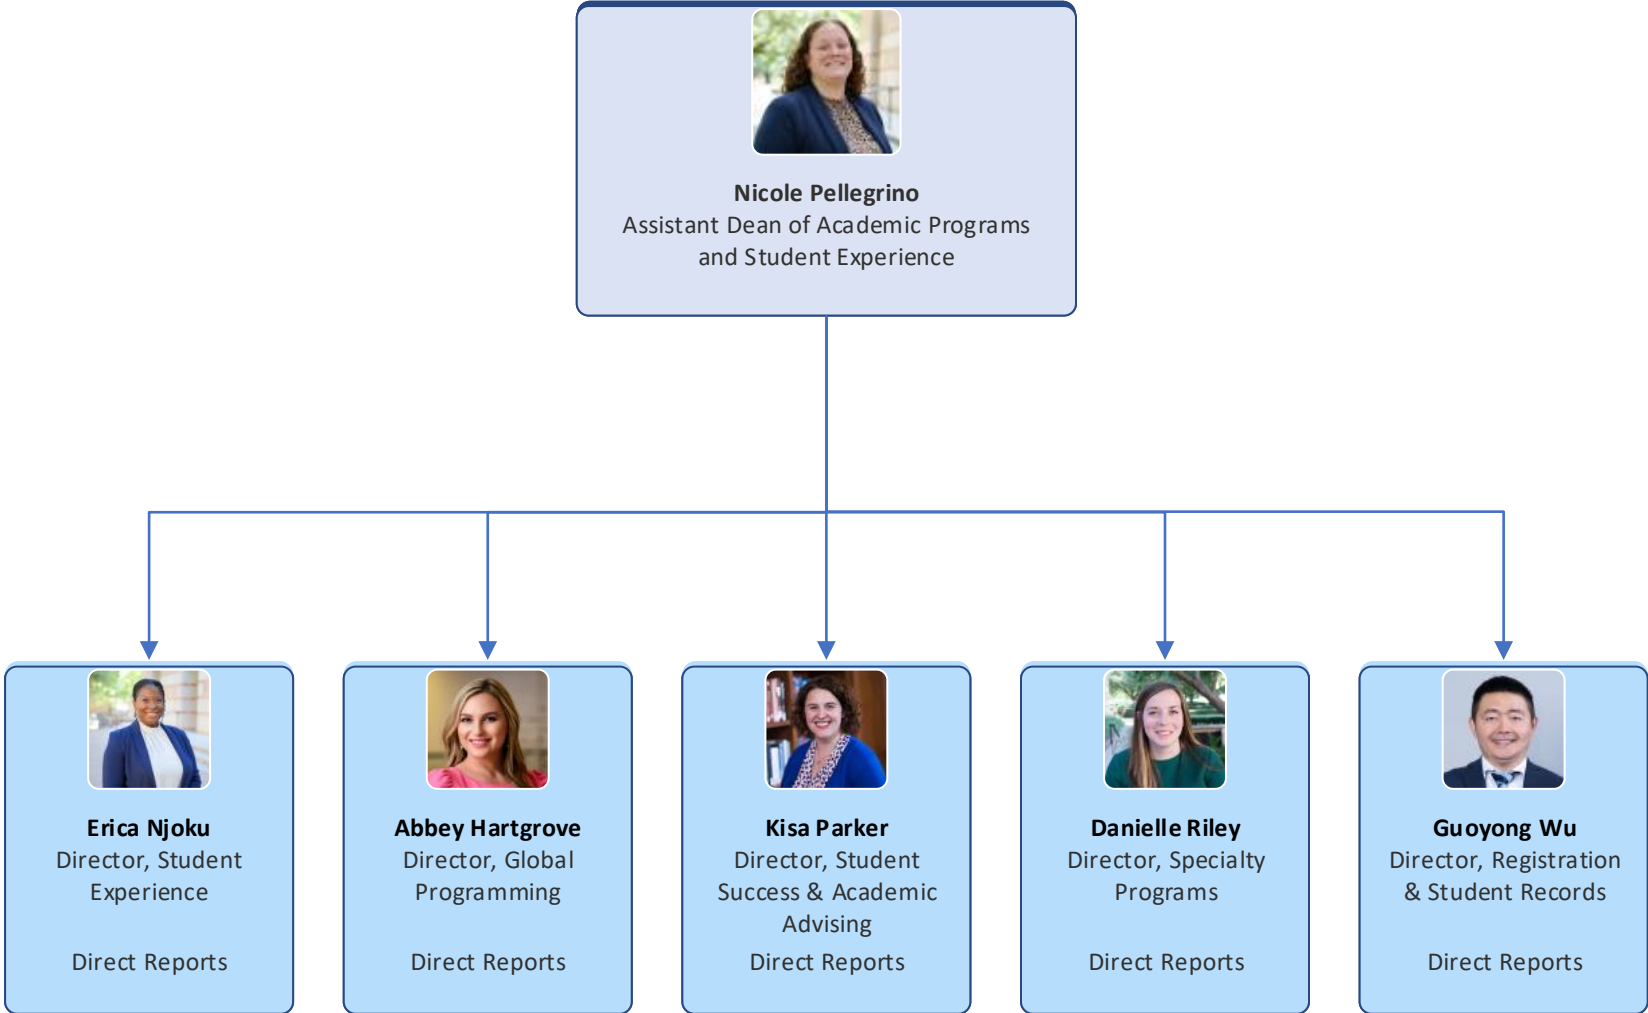 Nicole Pellegrino
Assistant Dean of Academic Programs
and Student Experience
Erica Njoku
Director, Student
Experience
Direct Reports
Abbey Hartgrove
Director, Global
Programming
Direct Reports
Kisa Parker
Director, Student
Success & Academic
Advising
Direct Reports
Danielle Riley
Director, Specialty
Programs
Direct Reports
Guoyong Wu
Director, Registration
& Student Records
Direct Reports